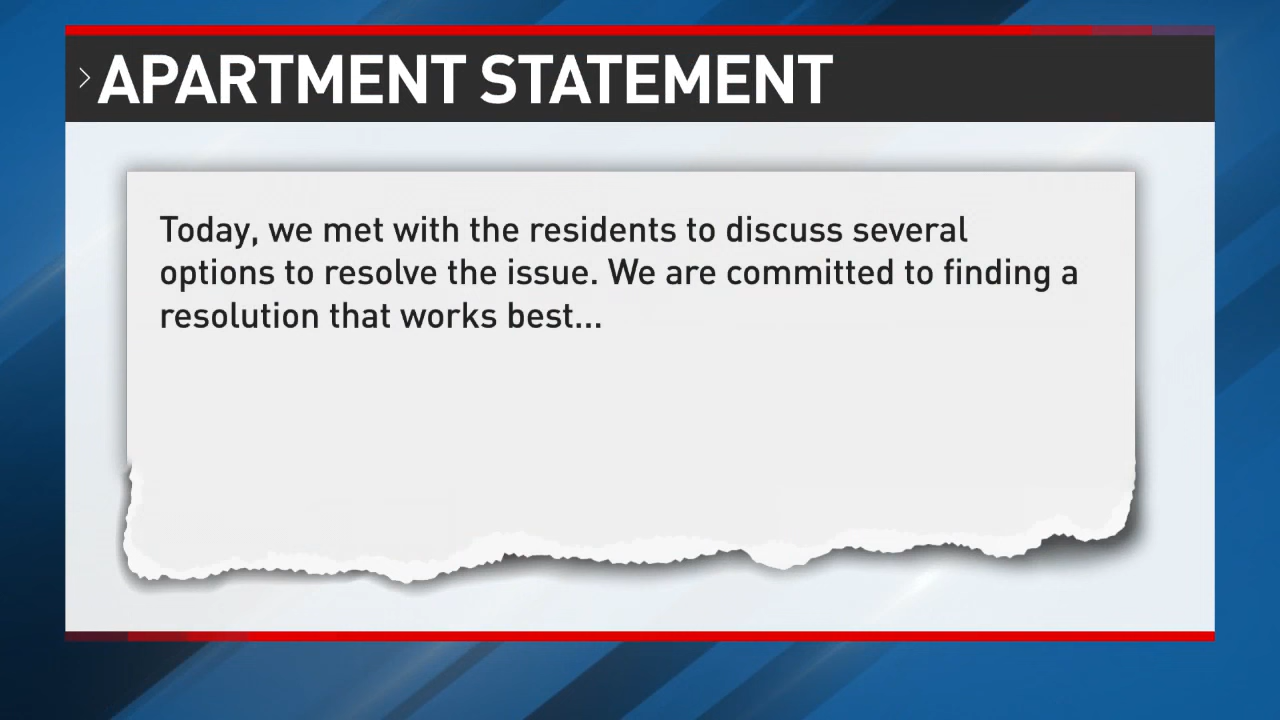 APARTMENT STATEMENT
Today, we met with the residents to discuss several
options to resolve the issue. We are committed to finding a
resolution that works best...